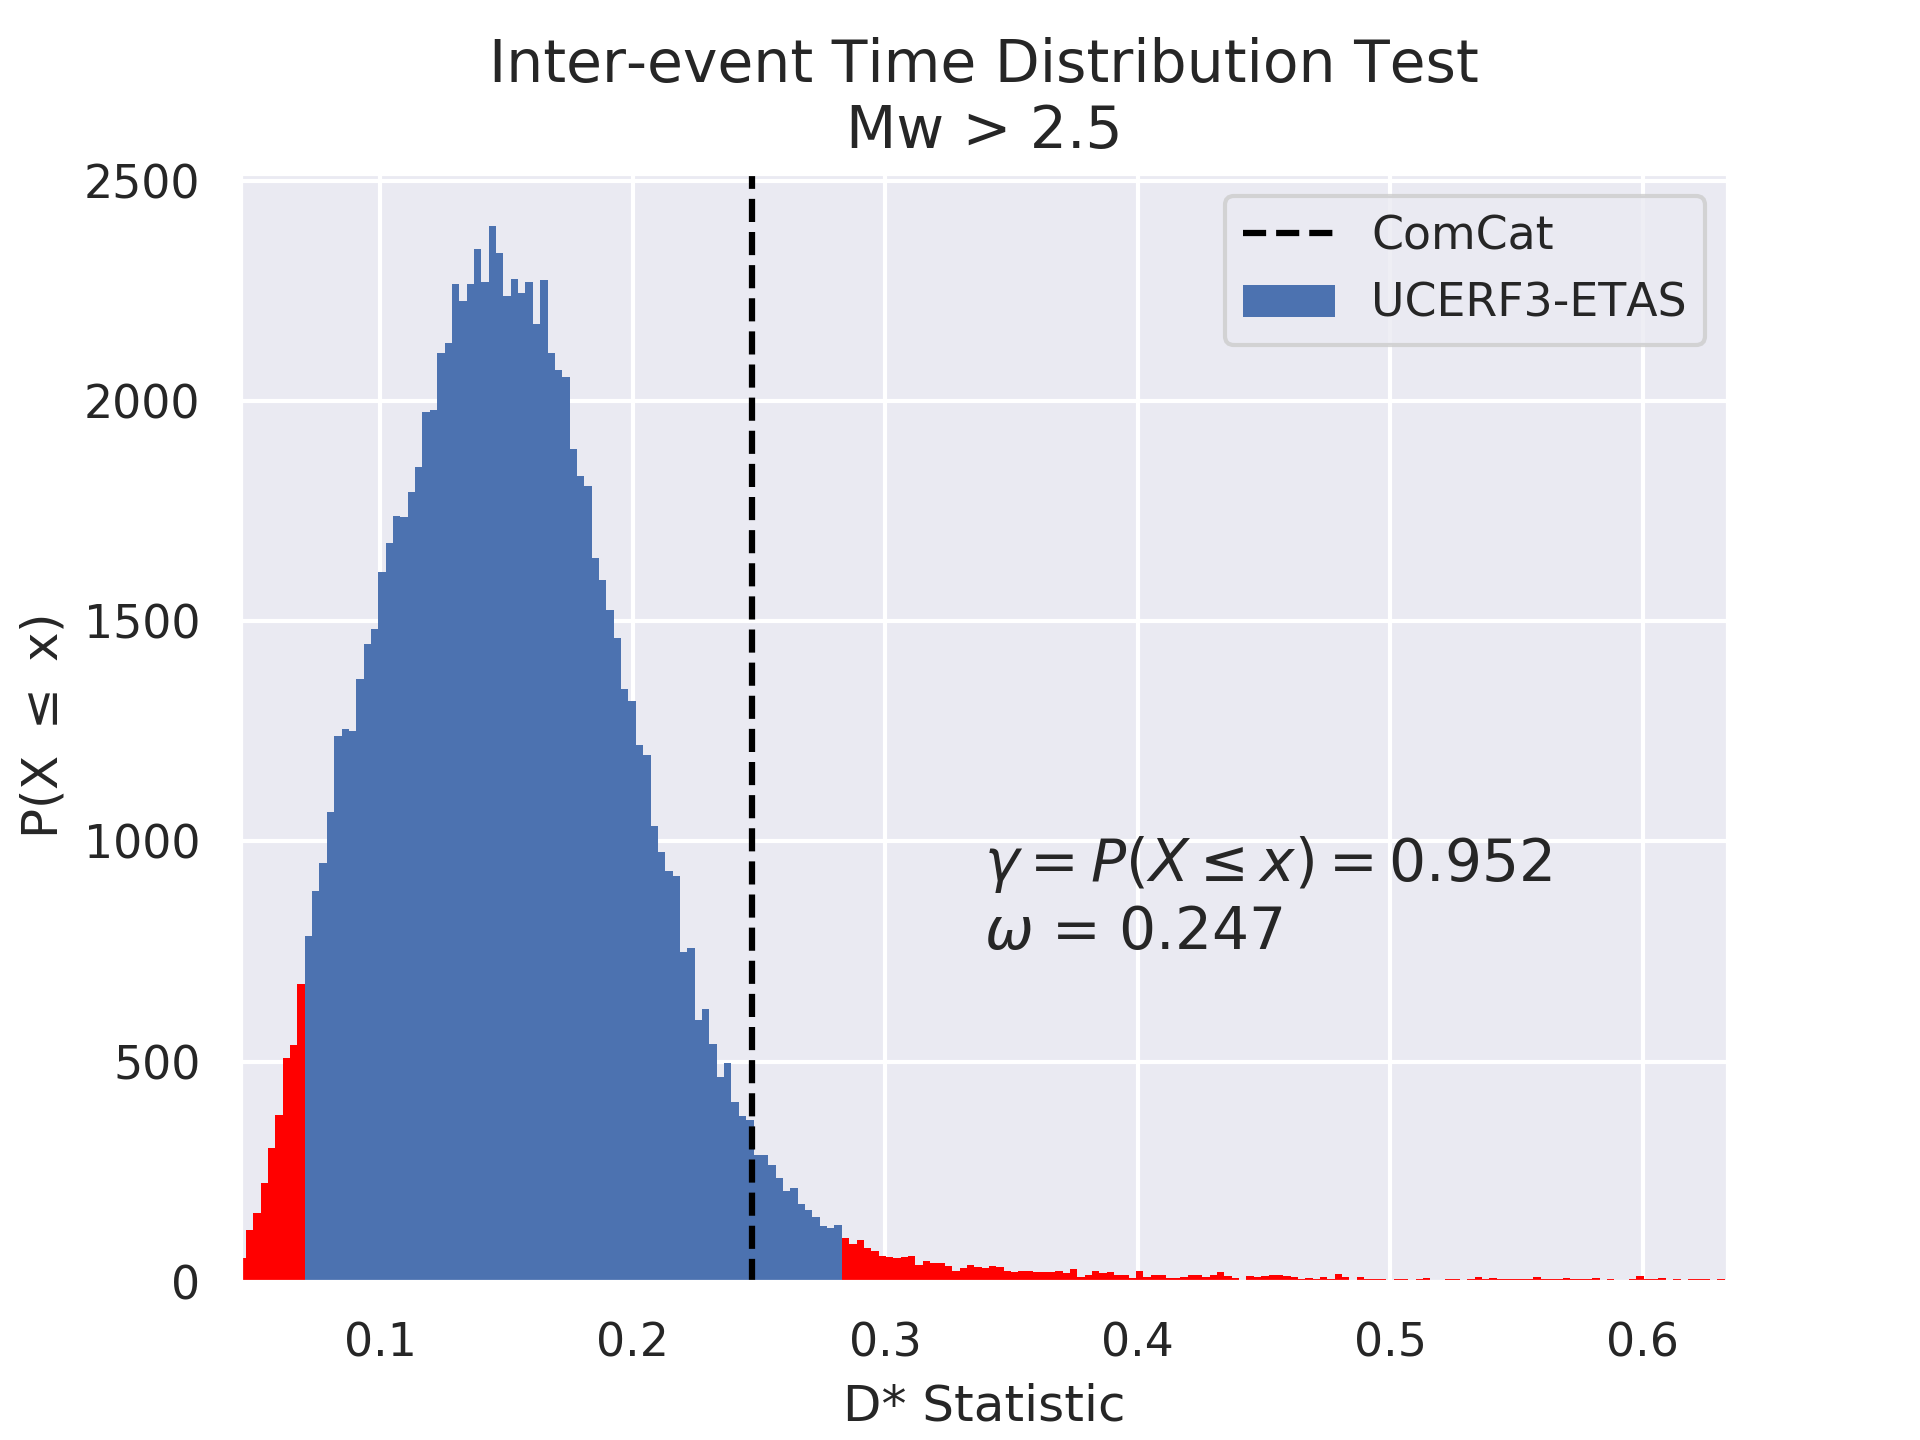 Inter-event Time Distribution Test
Mw > 2.5
2500
2000
1500
1000
500
0
P(X ≤ x)
ComCat
UCERF3-ETAS
γ = P(X ≤ x) = 0.952
ω = 0.247
0.1 0.2 0.3 0.4 0.5 0.6
D* Statistic